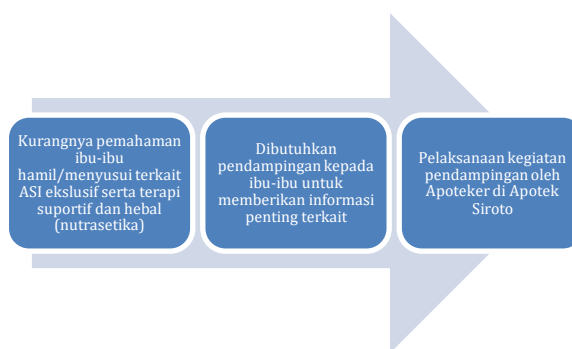 Kurangnya pemahaman
ibu-ibu
hamil/menyusui terkait
ASI ekslusif serta terapi
suportif dan hebal
(nutrasetika)
Dibutuhkan
pendampingan kepada
ibu-ibu untuk
memberikan informasi
penting terkait
Pelaksanaan kegiatan
pendampingan oleh
Apoteker di Apotek
Siroto